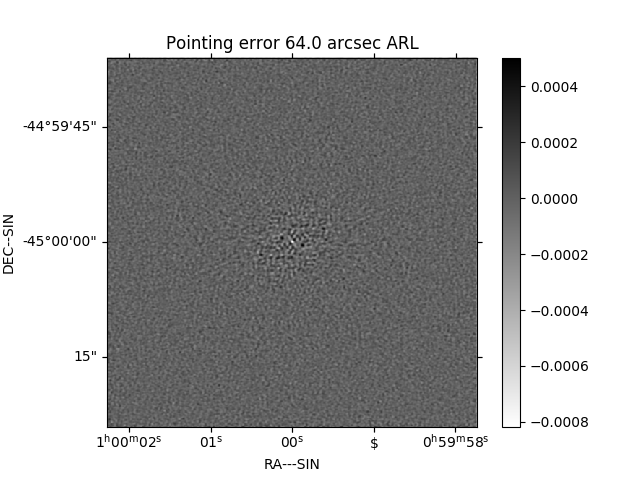 Pointing error 64.0 arcsec ARL
-44°59'45"
-45°00'00"
15"
DEC--SIN
1ʰ00ᵐ02ˢ 01ˢ 00ˢ $ 0ʰ59ᵐ58ˢ
RA---SIN
0.0004
0.0002
0.0000
−0.0002
−0.0004
−0.0006
−0.0008